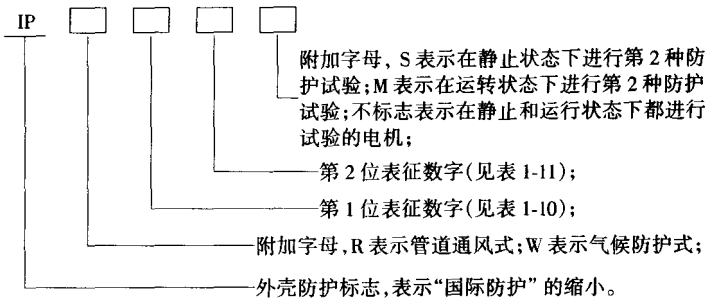 IP
附加字母, S 表示在静止状态下进行第 2 种防
护试验;M 表示在运转状态下进行第 2 种防护
试验;不标志表示在静止和运行状态下都进行
试验的电机;
第 2 位表征数字(见表 1-11);
第 1 位表征数字(见表 1-10);
附加字母,R 表示管道通风式;W 表示气候防护式;
外壳防护标志,表示“国际防护”的缩小。